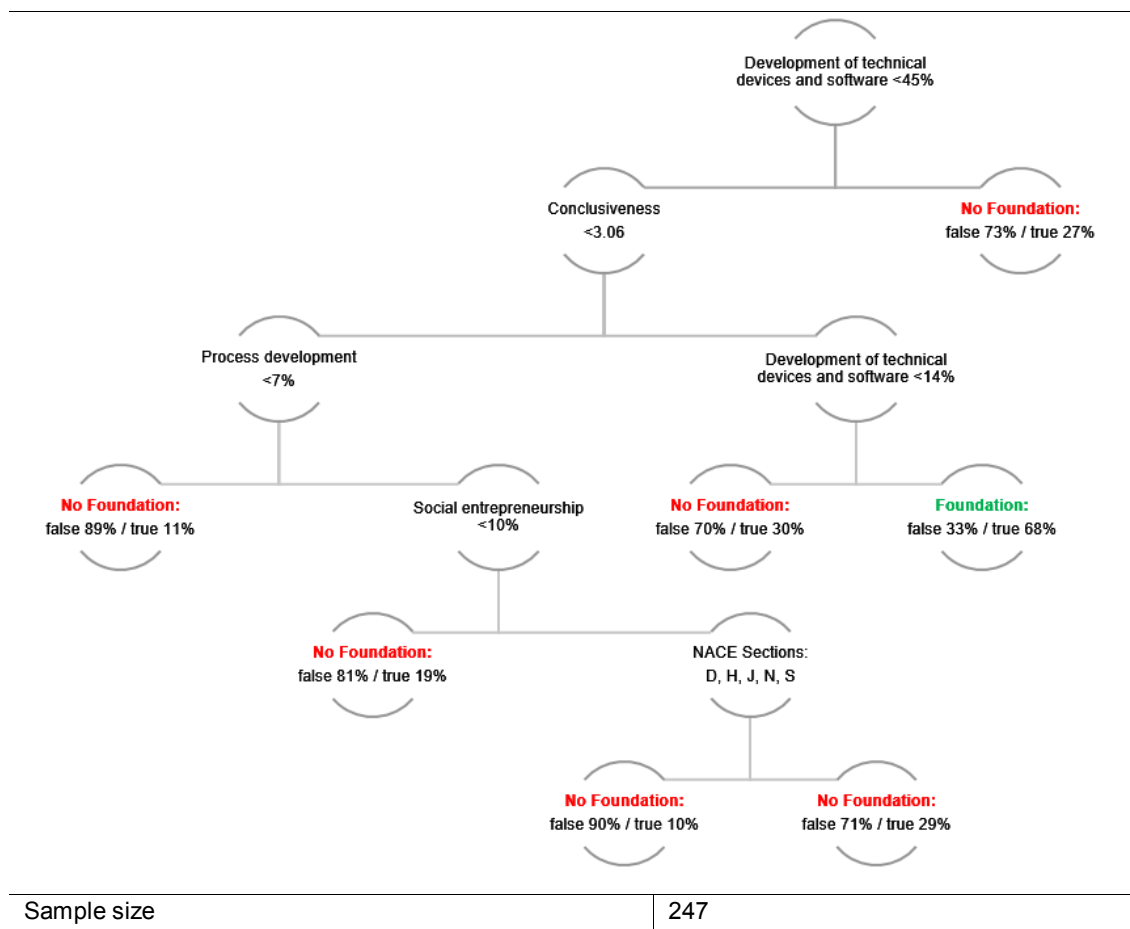 Development of technical
devices and software <45%
Conclusiveness
<3.06
No Foundation:
false 73% / true 27%
Process development
<7%
Development of technical
devices and software <14%
No Foundation:
false 89% / true 11%
Social entrepreneurship
<10%
No Foundation:
false 70% / true 30%
Foundation:
false 33% / true 68%
No Foundation:
false 81% / true 19%
NACE Sections:
D, H, J, N, S
No Foundation:
false 90% / true 10%
No Foundation:
false 71% / true 29%
Sample size
247